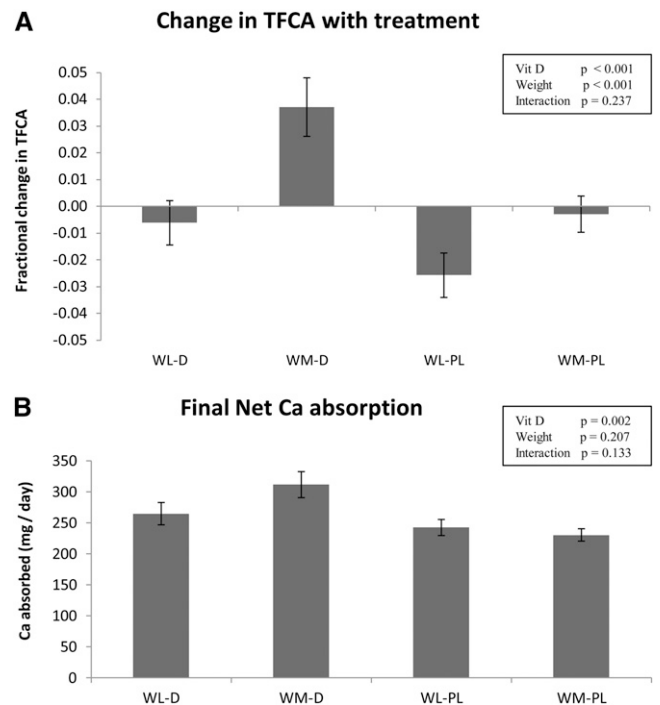 A
Change in TFCA with treatment
Vit D p < 0.001
Weight p < 0.001
Interaction p = 0.237
Fractional change in TFCA
0.05
0.04
0.03
0.02
0.01
0.00
-0.01
-0.02
-0.03
-0.04
-0.05
WL-D WM-D WL-PL WM-PL
B
Final Net Ca absorption
Vit D p = 0.002
Weight p = 0.207
Interaction p = 0.133
Ca absorbed (mg / day)
350
300
250
200
150
100
50
0
WL-D WM-D WL-PL WM-PL